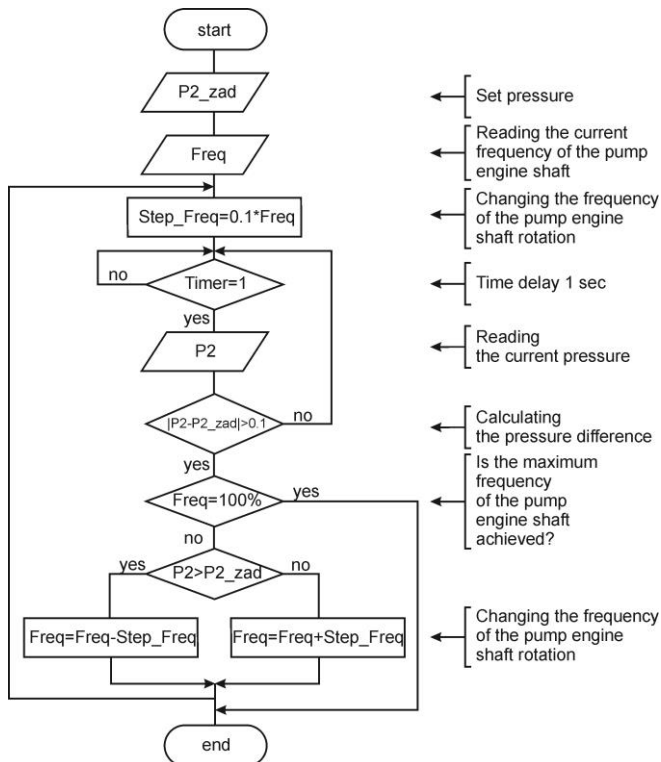 start
P2_zad
Set pressure
Freq
Reading the current
frequency of the pump
engine shaft
Step_Freq=0.1*Freq
Changing the frequency
of the pump engine
shaft rotation
no
Timer=1
Time delay 1 sec
yes
P2
Reading
the current pressure
|P2-P2_zad|>0.1
no
Calculating
the pressure difference
yes
Freq=100%
yes
Is the maximum
frequency
of the pump
engine shaft
achieved?
no
yes
P2>P2_zad
no
Freq=Freq-Step_Freq
Freq=Freq+Step_Freq
Changing the frequency
of the pump engine
shaft rotation
end